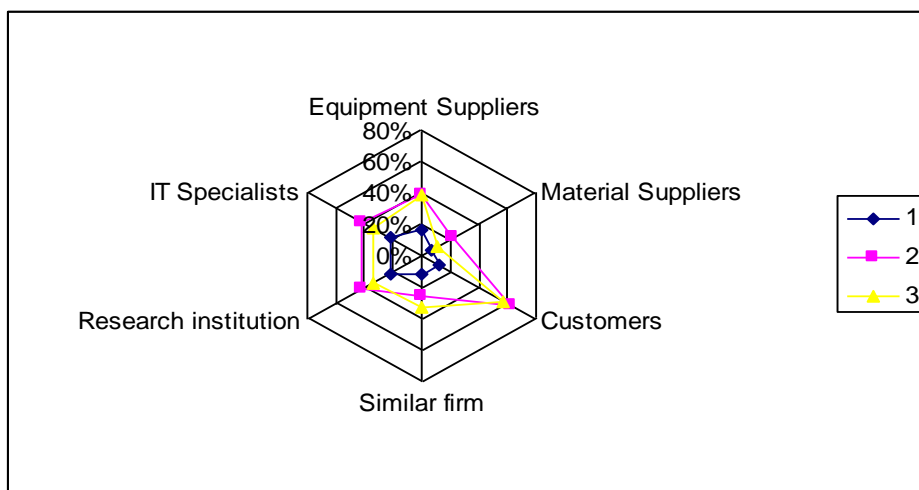 Equipment Suppliers
80%
60%
40%
20%
0%
IT Specialists
Material Suppliers
Research institution
Customers
Similar firm
1
2
3